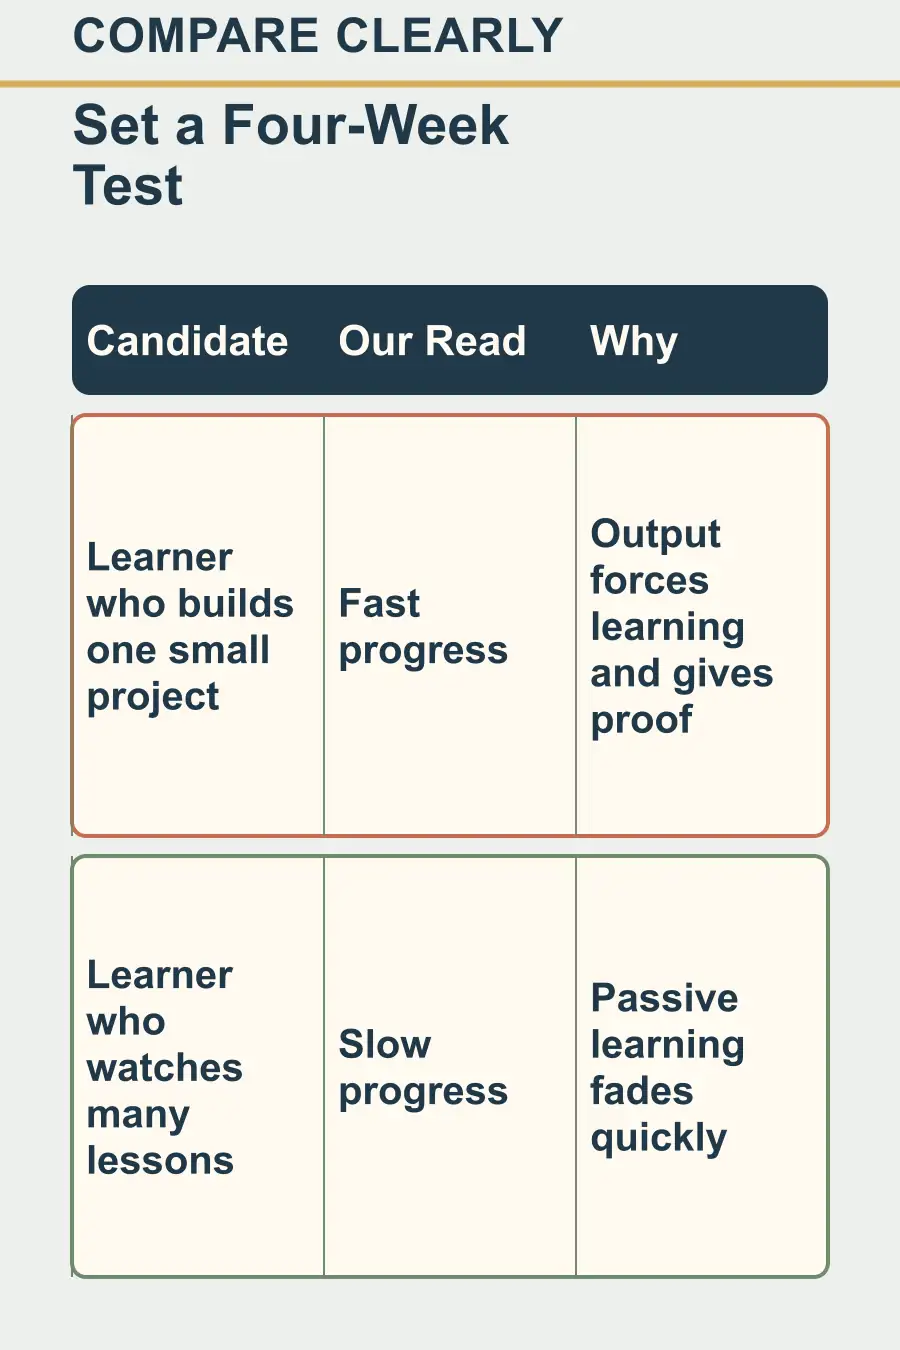 COMPARE CLEARLY
Set a Four-Week
Test
Candidate Our Read Why
Learner
who builds
one small
project
Fast
progress
Output
forces
learning
and gives
proof
Learner
who
watches
many
lessons
Slow
progress
Passive
learning
fades
quickly